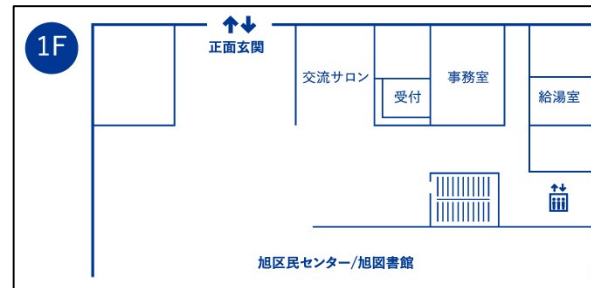 1F
正面玄関
交流サロン
受付
事務室
給湯室
旭区民センター/旭図書館